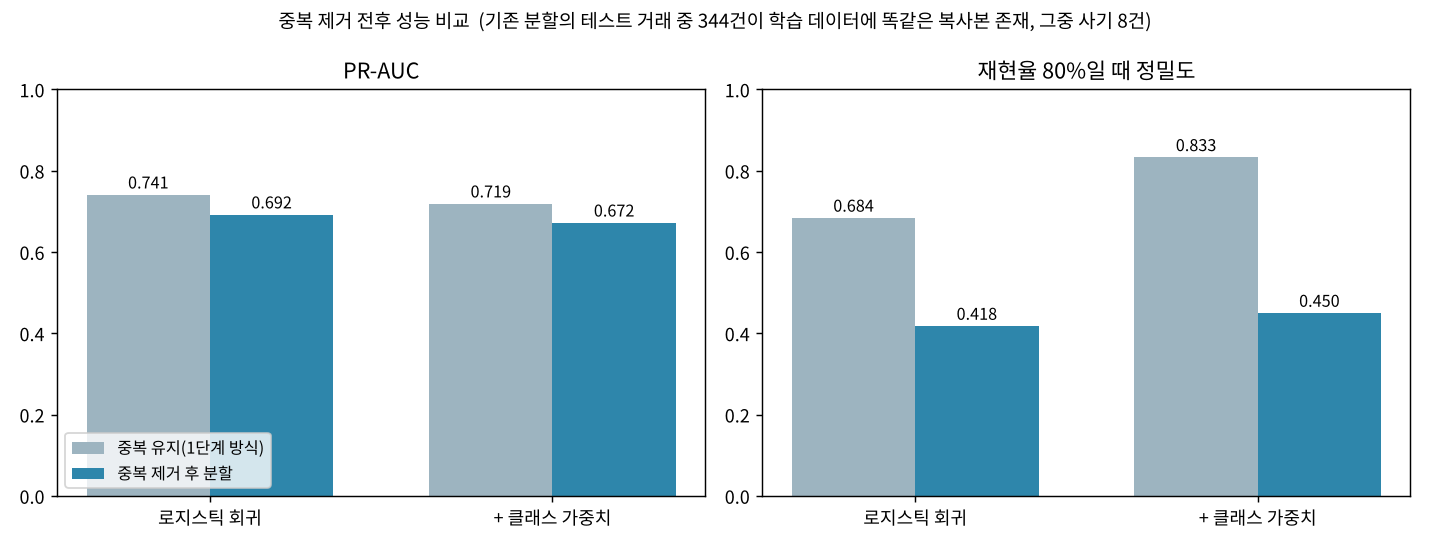 중복 제거 전후 성능 비교 (기존 분할의 테스트 거래 중 344건이 학습 데이터에 똑같은 복사본 존재, 그중 사기 8건)
PR-AUC
1.0
0.8
0.6
0.4
0.2
0.0
0.741
0.692
0.719
0.672
중복 유지(1단계 방식)
중복 제거 후 분할
로지스틱 회귀
+ 클래스 가중치
재현율 80%일 때 정밀도
1.0
0.8
0.6
0.4
0.2
0.0
0.684
0.418
0.833
0.450
로지스틱 회귀
+ 클래스 가중치